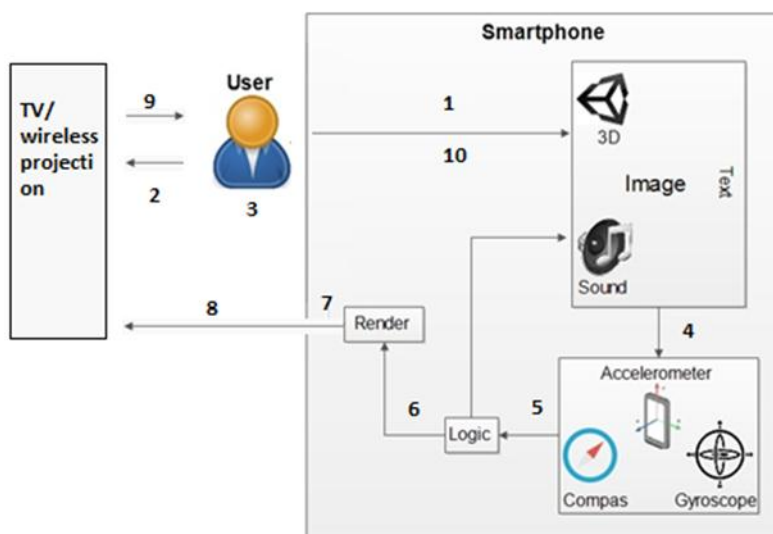 Smartphone
TV/
wireless
projecti
on
9
2
User
3
1
10
3D
Image
Text
Sound
4
8
7
Render
6
Logic
5
Accelerometer
Compas
Gyroscope